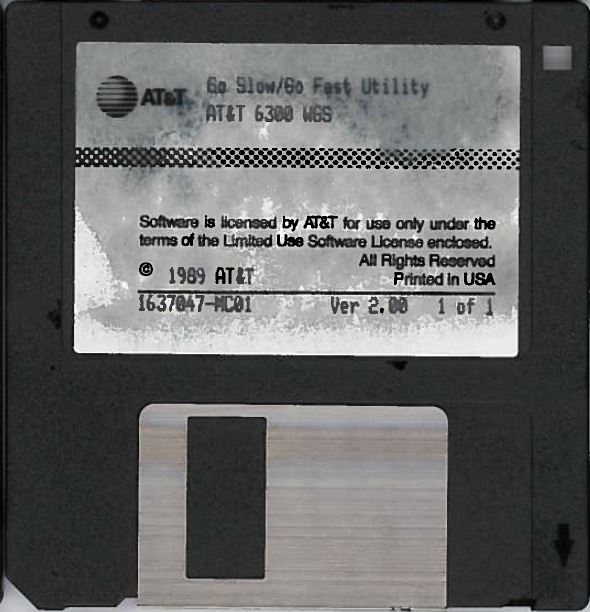 AT&T
Go Slow/Go Fast Utility
AT&T 6300 WGS
Software is licensed by AT&T for use only under the
terms of the Limited Use Software License enclosed.
All Rights Reserved
© 1989 AT&T
Printed in USA
1637047-MC01 Ver 2.00 1 of 1